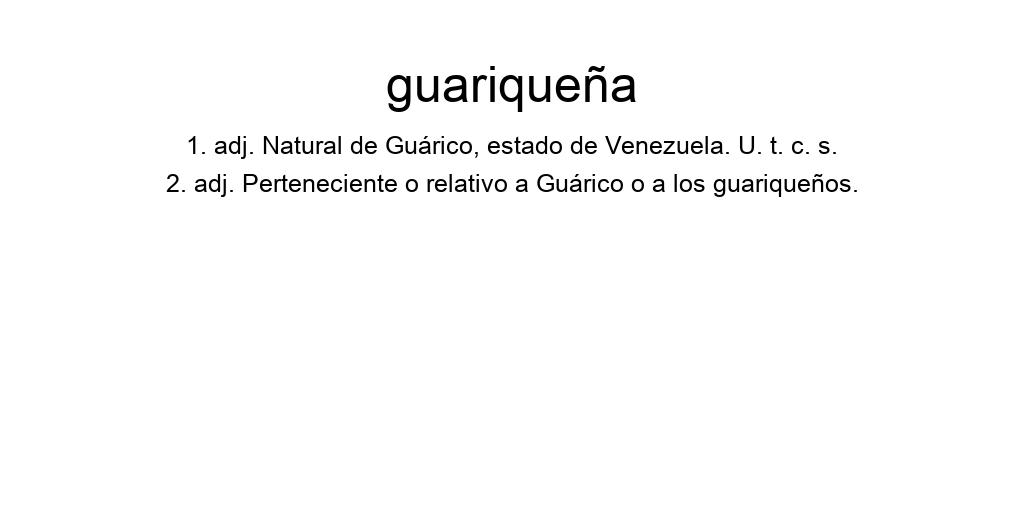 guariqueña
1. adj. Natural de Guárico, estado de Venezuela. U. t. c. s.
2. adj. Perteneciente o relativo a Guárico o a los guariqueños.